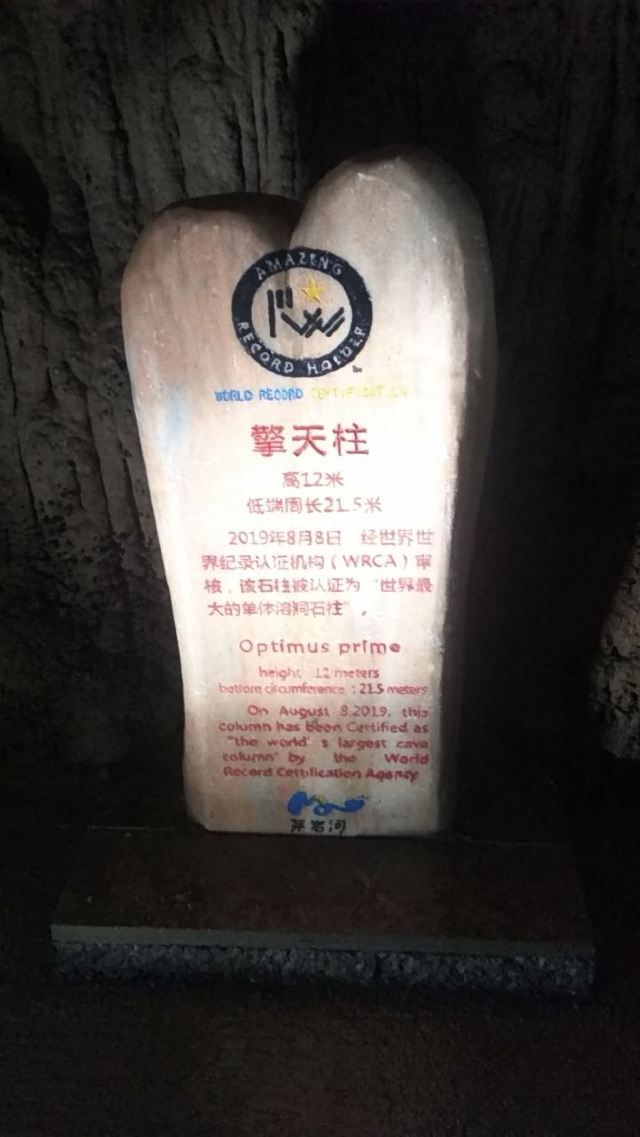 AMAZING
RECORD HOLDER
WORLD RECORD CERTIFICATION
擎天柱
高12米
低端周长21.5米
2019年8月8日 经世界世
界纪录认证机构（WRCA）审
核，该石柱被认证为“世界最
大的单体溶洞石柱”。
Optimus prime
height 12 meters
bottom circumference : 21.5 meters
On August 8.2019, this
column has been Certified as
"the world's largest cave
column" by the World
Record Certification Agency
岩河